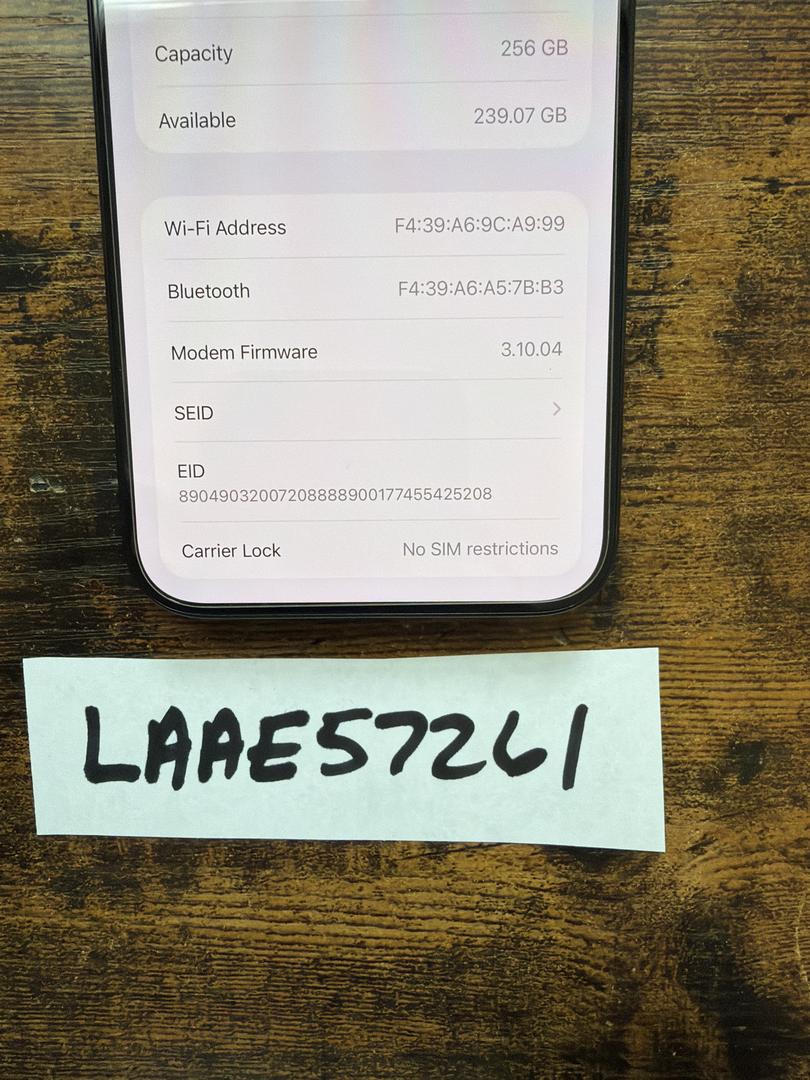 Capacity 256 GB
Available 239.07 GB
Wi-Fi Address F4:39:A6:9C:A9:99
Bluetooth F4:39:A6:A5:7B:B3
Modem Firmware 3.10.04
SEID
EID
89049032007208888900177455425208
Carrier Lock No SIM restrictions
LAAE57261